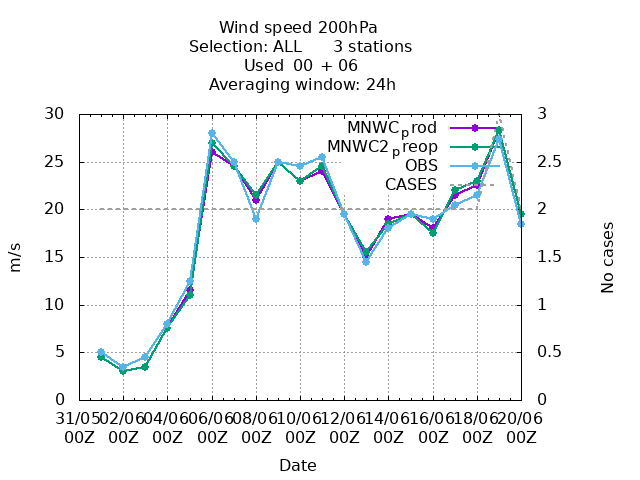 Wind speed 200hPa
Selection: ALL 3 stations
Used 00 + 06
Averaging window: 24h
30 3
MNWC_prod
MNWC2_preop
25 2.5
OBS
CASES
20 2
15 1.5
10 1
5 0.5
0 0
m/s
No cases
31/05 02/06 04/06 06/06 08/06 10/06 12/06 14/06 16/06 18/06 20/06
00Z 00Z 00Z 00Z 00Z 00Z 00Z 00Z 00Z 00Z 00Z
Date